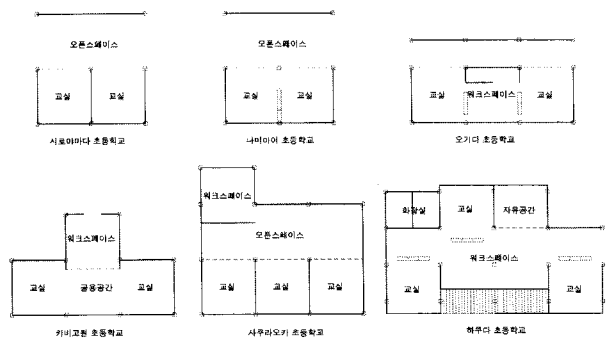 오픈스페이스
교실 교실
시로야마다 초등학교
오픈스페이스
교실 교실
나미아이 초등학교
교실 워크스페이스 교실
오기다 초등학교
워크스페이스
교실 공용공간 교실
카비고원 초등학교
워크스페이스
오픈스페이스
교실 교실 교실
사쿠라오카 초등학교
화장실 교실 자유공간
워크스페이스
교실 교실
하쿠다 초등학교